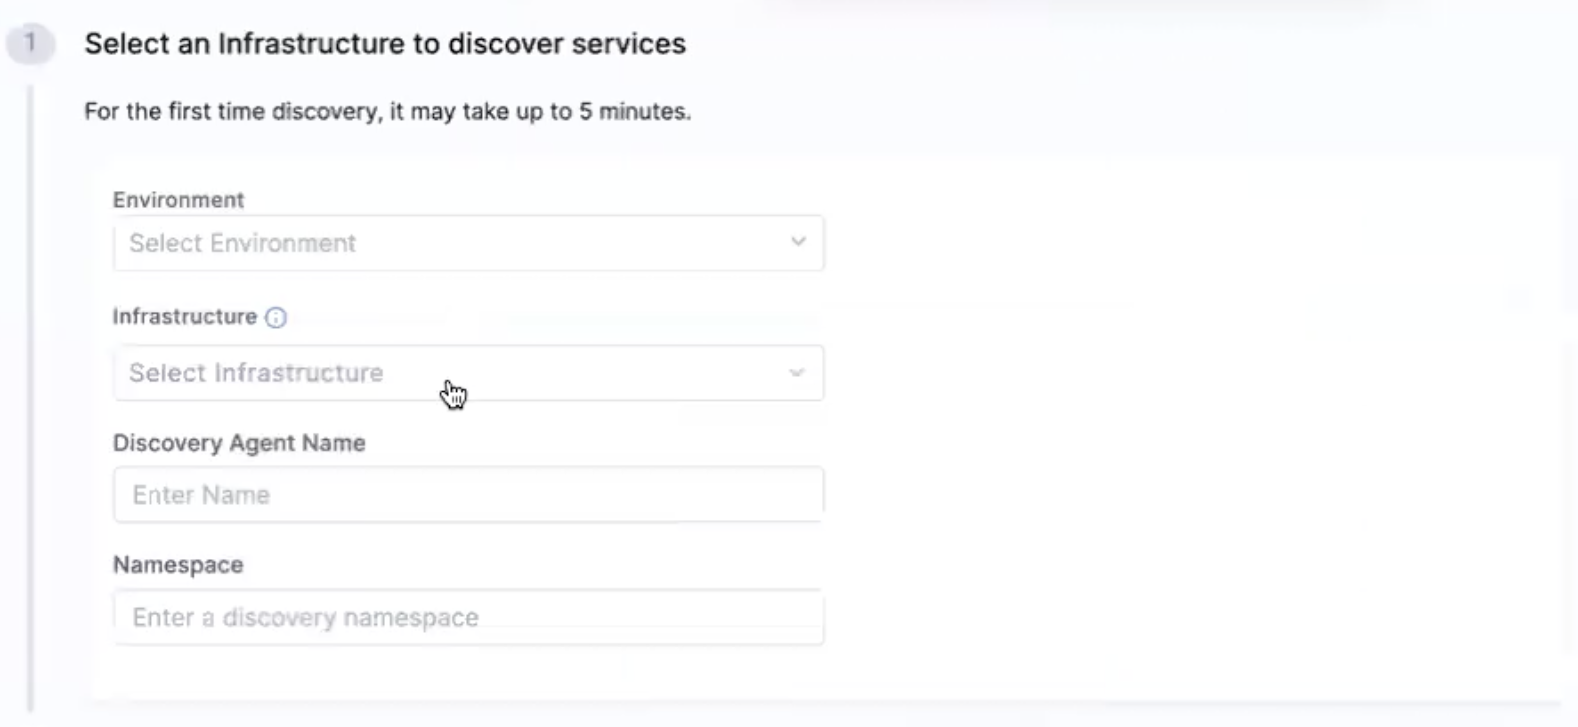 1
Select an Infrastructure to discover services
For the first time discovery, it may take up to 5 minutes.
Environment
Select Environment
Infrastructure
Select Infrastructure
Discovery Agent Name
Enter Name
Namespace
Enter a discovery namespace